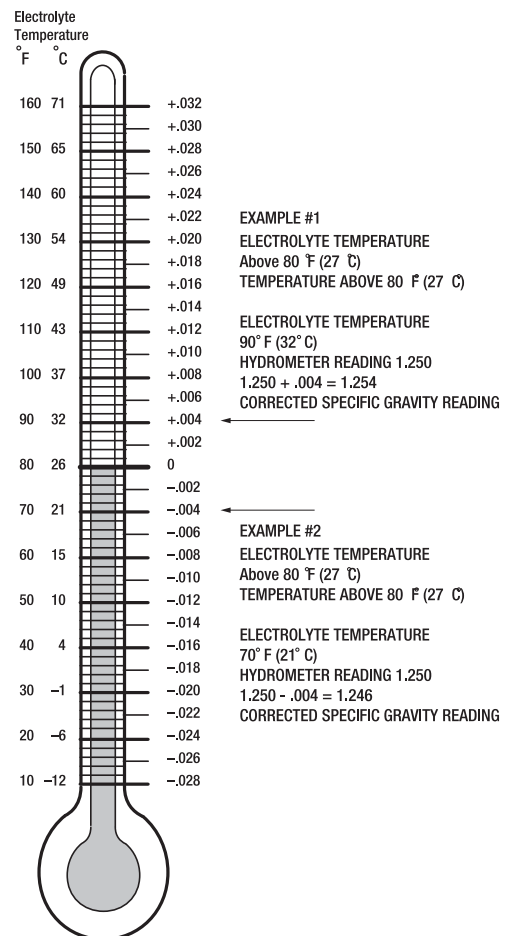 Electrolyte
Temperature
°F °C
160 71 +.032
+.030
150 65 +.028
+.026
140 60 +.024
+.022
130 54 +.020
+.018
120 49 +.016
+.014
110 43 +.012
+.010
100 37 +.008
+.006
90 32 +.004
+.002
80 26 0
-.002
70 21 -.004
-.006
60 15 -.008
-.010
50 10 -.012
-.014
40 4 -.016
-.018
30 -1 -.020
-.022
20 -6 -.024
-.026
10 -12 -.028
EXAMPLE #1
ELECTROLYTE TEMPERATURE
Above 80 °F (27 °C)
TEMPERATURE ABOVE 80 °F (27 °C)
ELECTROLYTE TEMPERATURE
90° F (32° C)
HYDROMETER READING 1.250
1.250 + .004 = 1.254
CORRECTED SPECIFIC GRAVITY READING
EXAMPLE #2
ELECTROLYTE TEMPERATURE
Above 80 °F (27 °C)
TEMPERATURE ABOVE 80 °F (27 °C)
ELECTROLYTE TEMPERATURE
70° F (21° C)
HYDROMETER READING 1.250
1.250 - .004 = 1.246
CORRECTED SPECIFIC GRAVITY READING